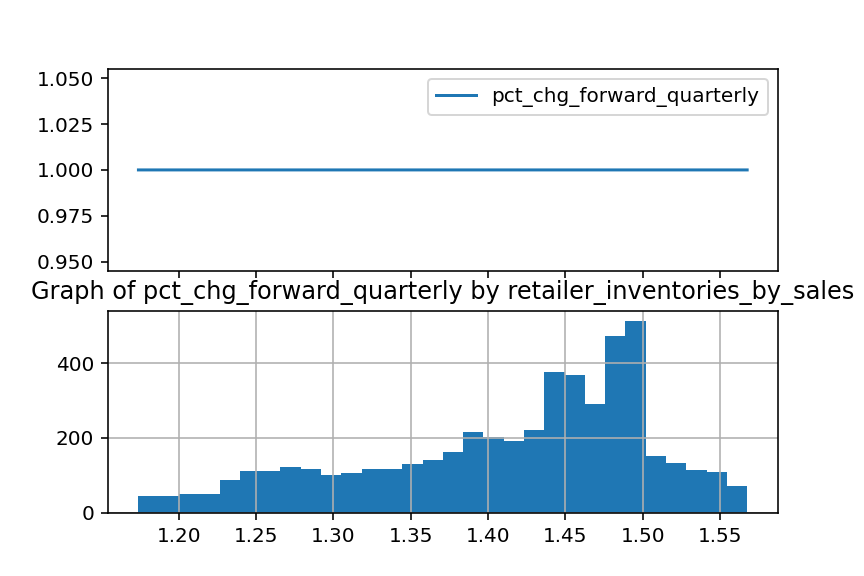 1.050
pct_chg_forward_quarterly
1.025
1.000
0.975
0.950
Graph of pct_chg_forward_quarterly by retailer_inventories_by_sales
400
200
0
1.20 1.25 1.30 1.35 1.40 1.45 1.50 1.55